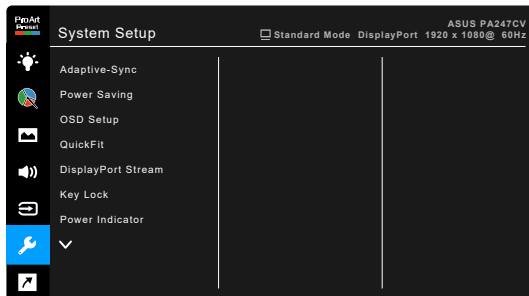 ProArt
Preset
System Setup
ASUS PA247CV
Standard Mode DisplayPort 1920 x 1080@ 60Hz
Adaptive-Sync
Power Saving
OSD Setup
QuickFit
DisplayPort Stream
Key Lock
Power Indicator